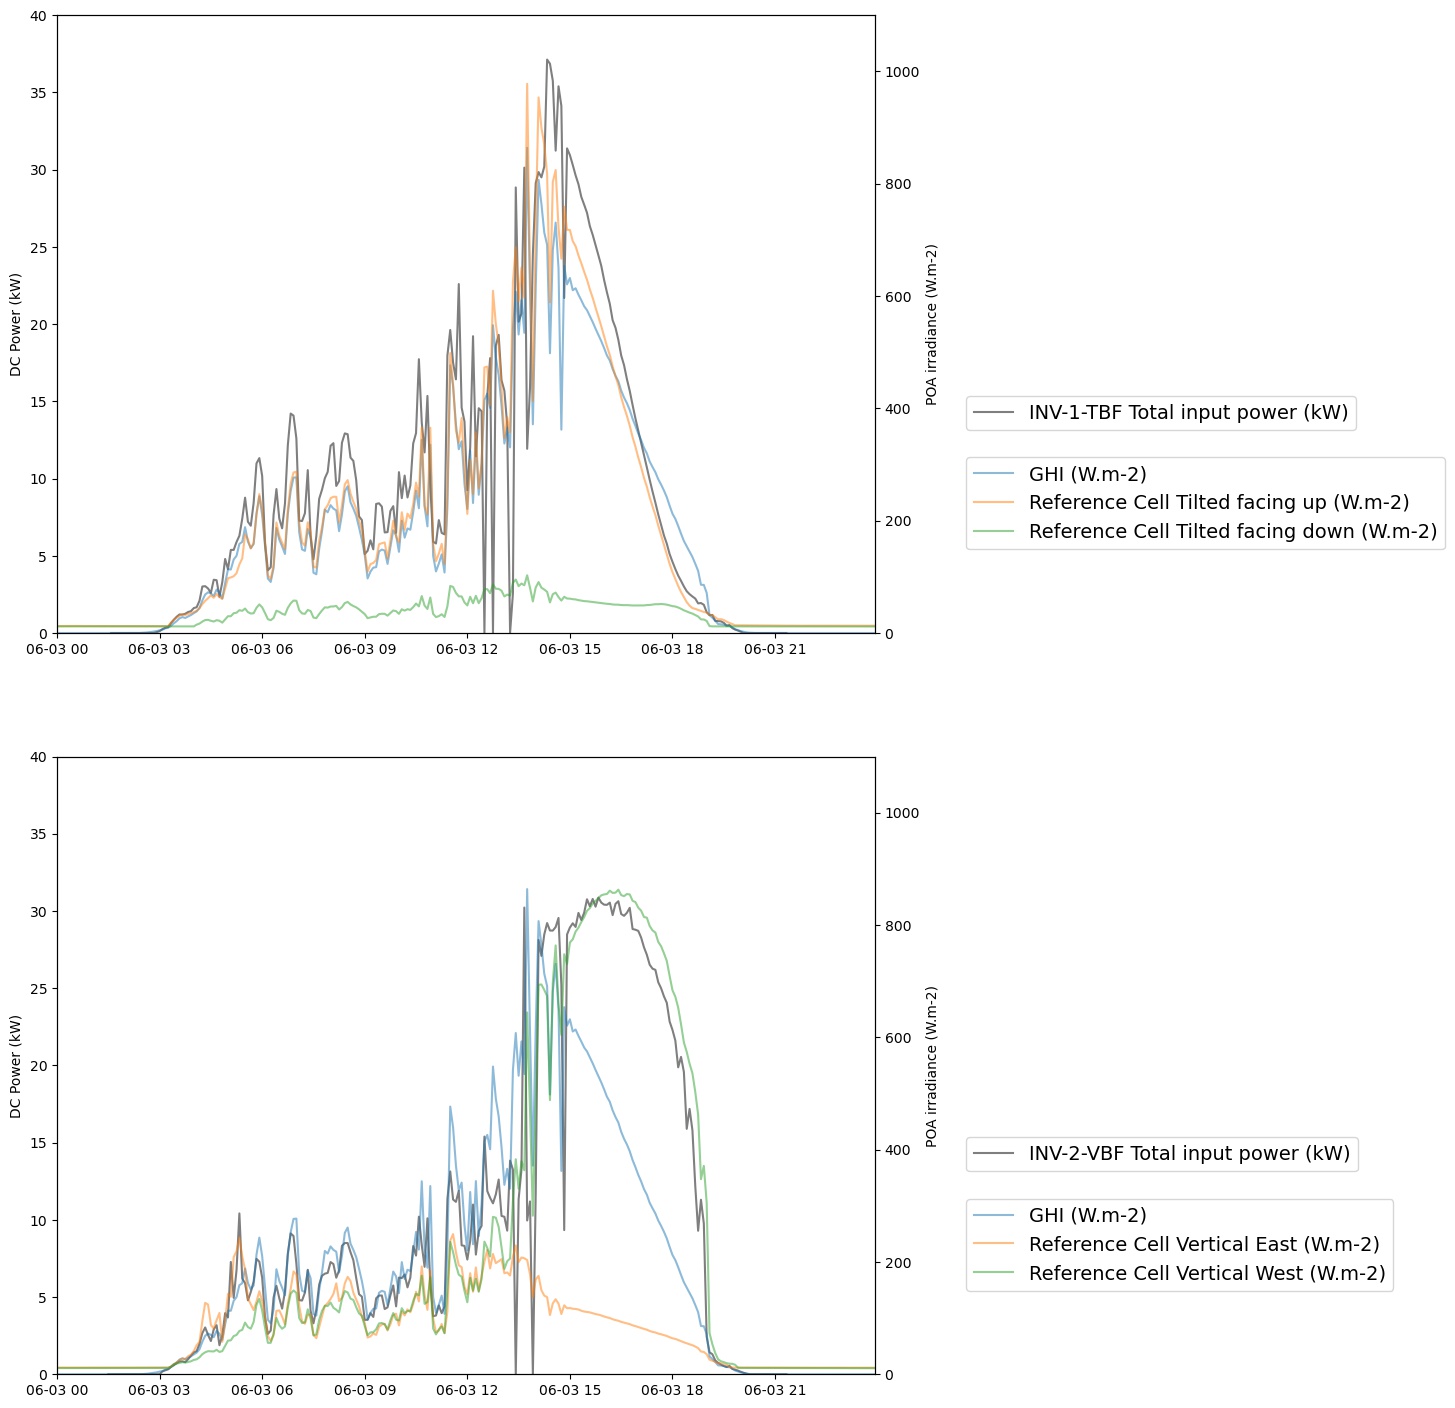 40
35
30
25
20
15
10
5
0
DC Power (kW)
1000
800
600
400
200
0
POA irradiance (W.m-2)
06-03 00 06-03 03 06-03 06 06-03 09 06-03 12 06-03 15 06-03 18 06-03 21
INV-1-TBF Total input power (kW)
GHI (W.m-2)
Reference Cell Tilted facing up (W.m-2)
Reference Cell Tilted facing down (W.m-2)
40
35
30
25
20
15
10
5
0
DC Power (kW)
1000
800
600
400
200
0
POA irradiance (W.m-2)
06-03 00 06-03 03 06-03 06 06-03 09 06-03 12 06-03 15 06-03 18 06-03 21
INV-2-VBF Total input power (kW)
GHI (W.m-2)
Reference Cell Vertical East (W.m-2)
Reference Cell Vertical West (W.m-2)